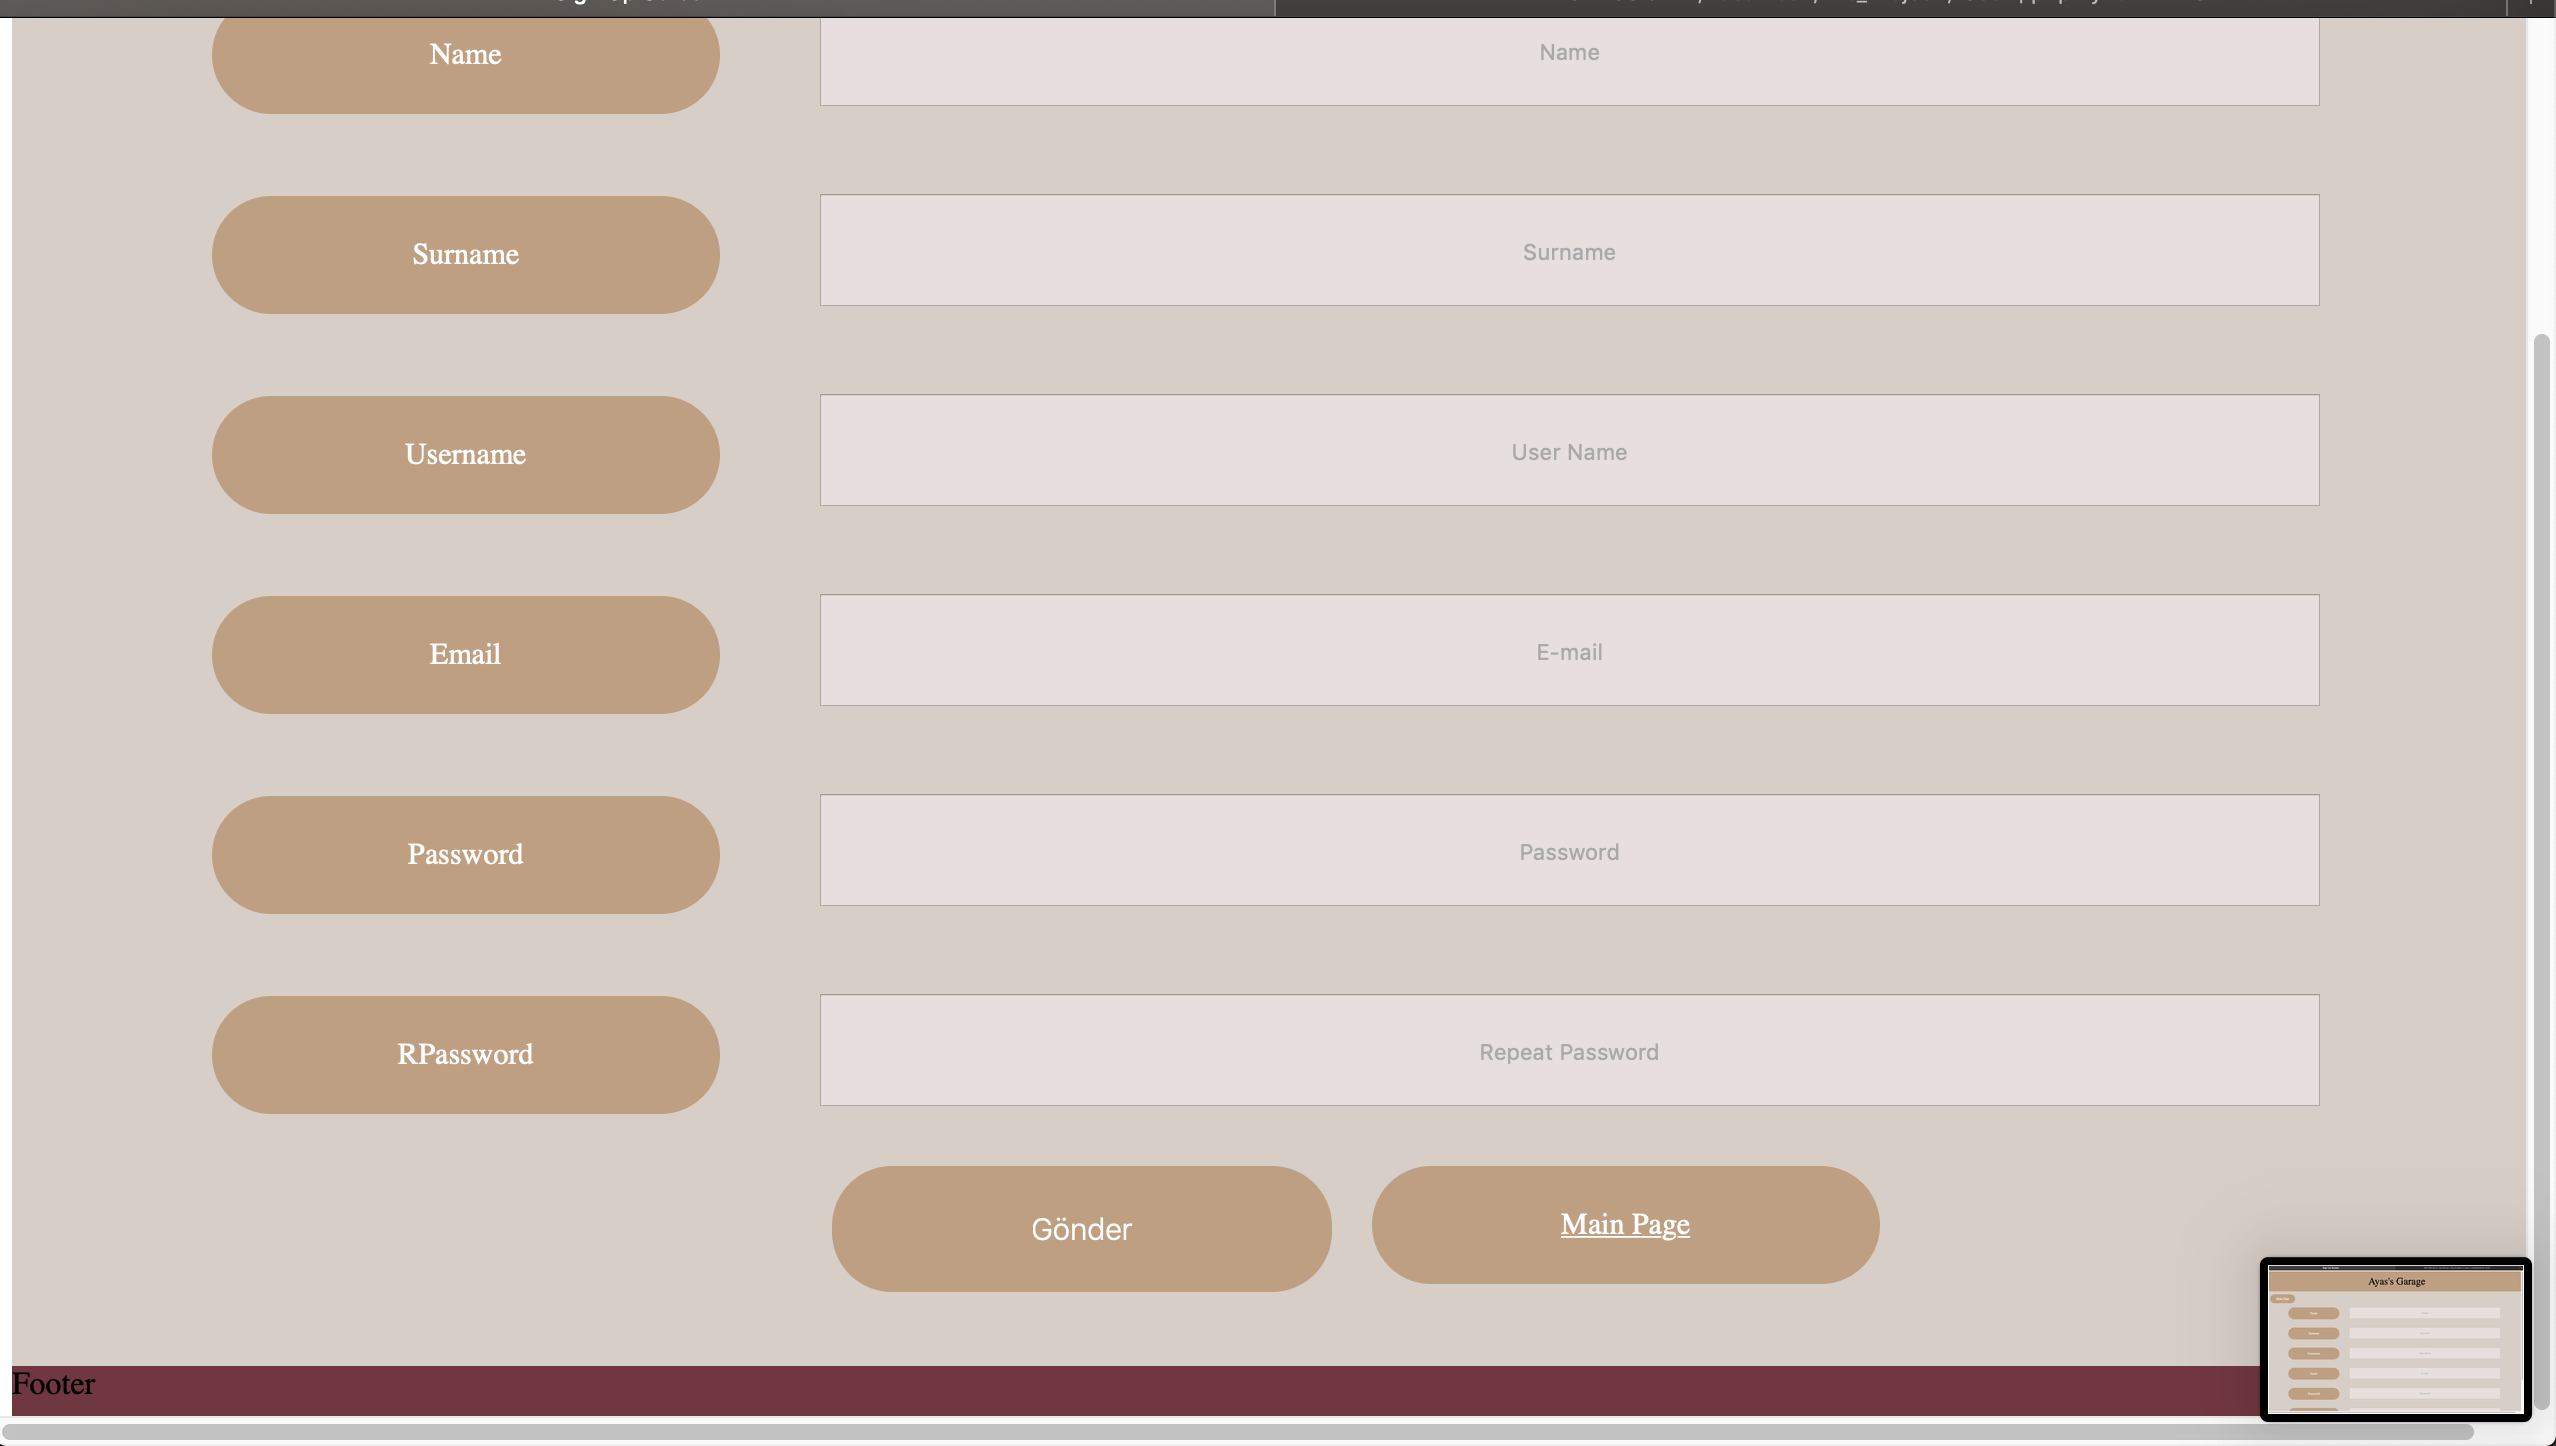 Name
Name
Surname
Surname
Username
User Name
Email
E-mail
Password
Password
RPassword
Repeat Password
Gönder
Main Page
Footer
Ayas's Garage